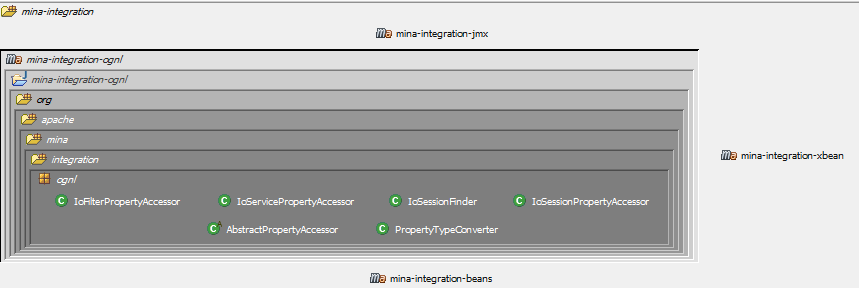 mina-integration
mina-integration-jmx
mina-integration-ognl
mina-integration-ognl
org
apache
mina
mina-integration-xbean
integration
ognl
IoFilterPropertyAccessor IoServicePropertyAccessor IoSessionFinder IoSessionPropertyAccessor
AbstractPropertyAccessor PropertyTypeConverter
mina-integration-beans